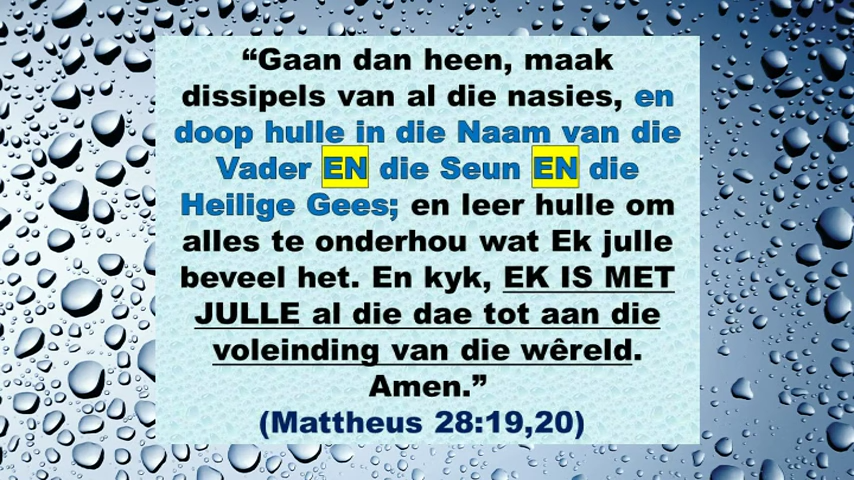 “Gaan dan heen, maak
dissipels van al die nasies, en
doop hulle in die Naam van die
Vader EN die Seun EN die
Heilige Gees; en leer hulle om
alles te onderhou wat Ek julle
beveel het. En kyk, EK IS MET
JULLE al die dae tot aan die
voleinding van die wêreld.
Amen.”
(Mattheus 28:19,20)